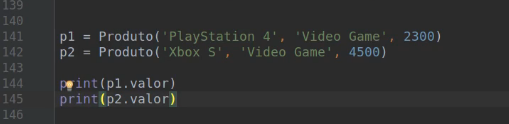 139
140
141 p1 = Produto('PlayStation 4', 'Video Game', 2300)
142 p2 = Produto('Xbox S', 'Video Game', 4500)
143
144 print(p1.valor)
145 print(p2.valor)
146